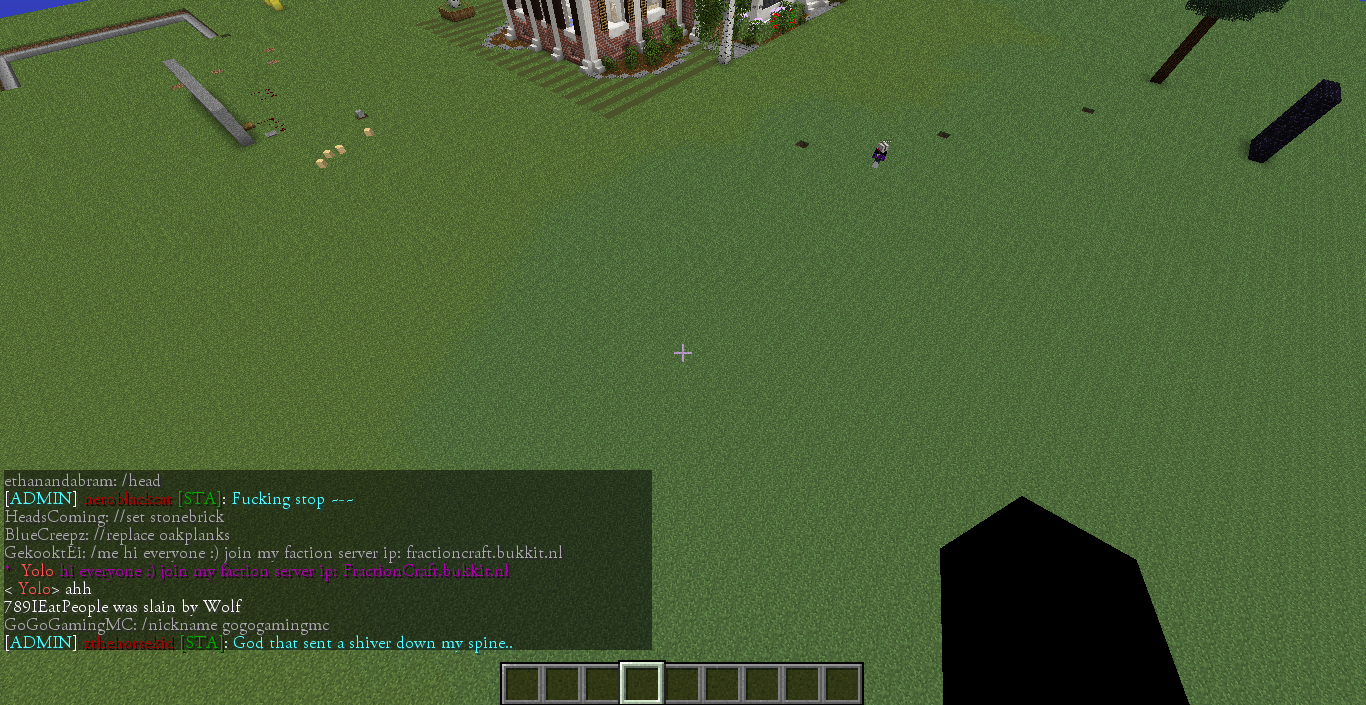 ethanandabram: /head
[ADMIN] neroblackout [STA]: Fucking stop ~~~
HeadsComing: //set stonebrick
BlueCreepz: //replace oakplanks
GekooktEi: /me hi everyone :) join my faction server ip: fractioncraft.bukkit.nl
* Yolo hi everyone :) join my faction server ip: FractionCraft.bukkit.nl
< Yolo> ahh
789IEatPeople was slain by Wolf
GoGoGamingMC: /nickname gogogamingmc
[ADMIN] [STA]: God that sent a shiver down my spine..